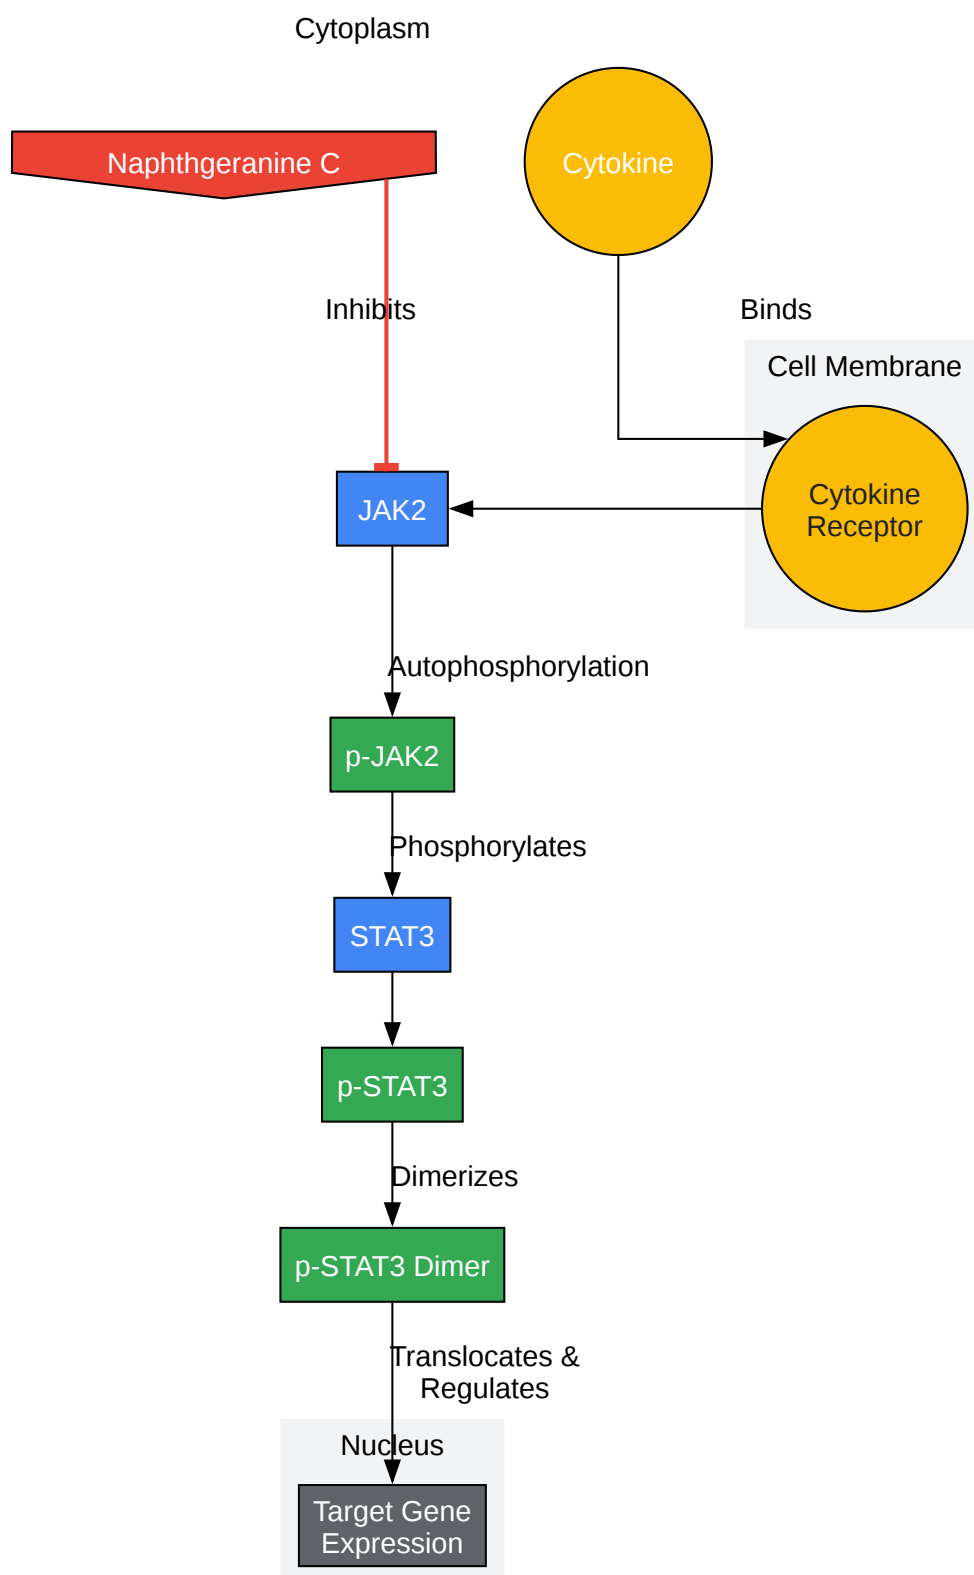 Cytoplasm
Naphthgeranine C
Cytokine
Inhibits
Binds
Cell Membrane
Cytokine
Receptor
JAK2
Autophosphorylation
p-JAK2
Phosphorylates
STAT3
p-STAT3
Dimerizes
p-STAT3 Dimer
Translocates &
Regulates
Nucleus
Target Gene
Expression